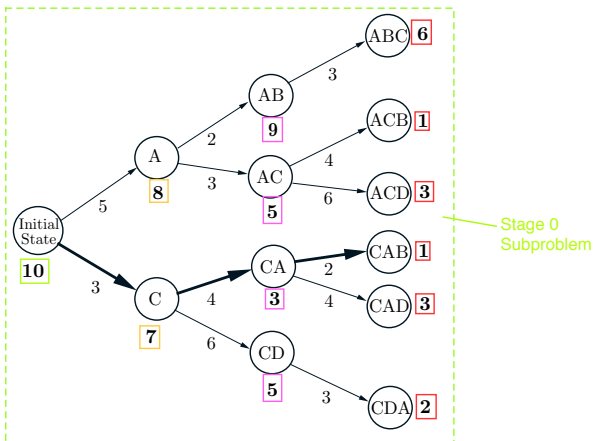 ABC 6
3
AB
2
9
ACB 1
A
4
3
AC
8
6
ACD 3
5
5
Initial
State
Stage 0
Subproblem
10
CA
2
CAB 1
3
C
4
3
4
CAD 3
7
6
CD
5
3
CDA 2